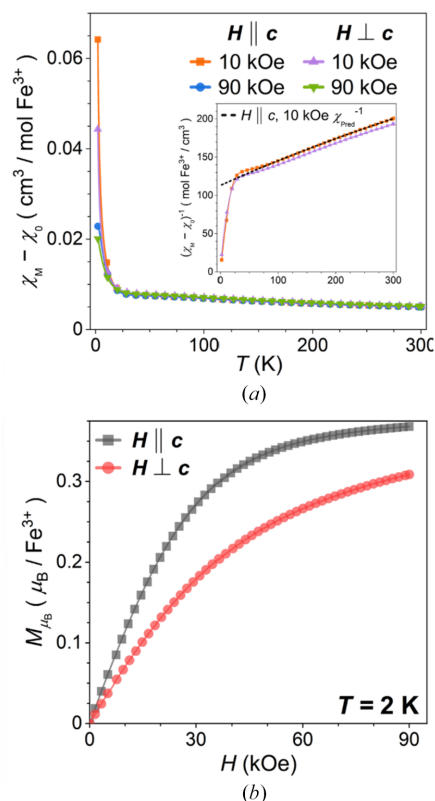 H ∥ c H ⊥ c
10 kOe 10 kOe
90 kOe 90 kOe
0.06
0.04
0.02
0
χM − χ0 ( cm³ / mol Fe³⁺ )
0 100 200 300
T (K)
H ∥ c, 10 kOe χPred⁻¹
200
150
100
50
0
(χM − χ0)⁻¹ ( mol Fe³⁺ / cm³ )
0 100 200 300
T (K)
(a)
H ∥ c
H ⊥ c
0.3
0.2
0.1
0
MμB ( μB / Fe³⁺ )
T = 2 K
0 30 60 90
H (kOe)
(b)